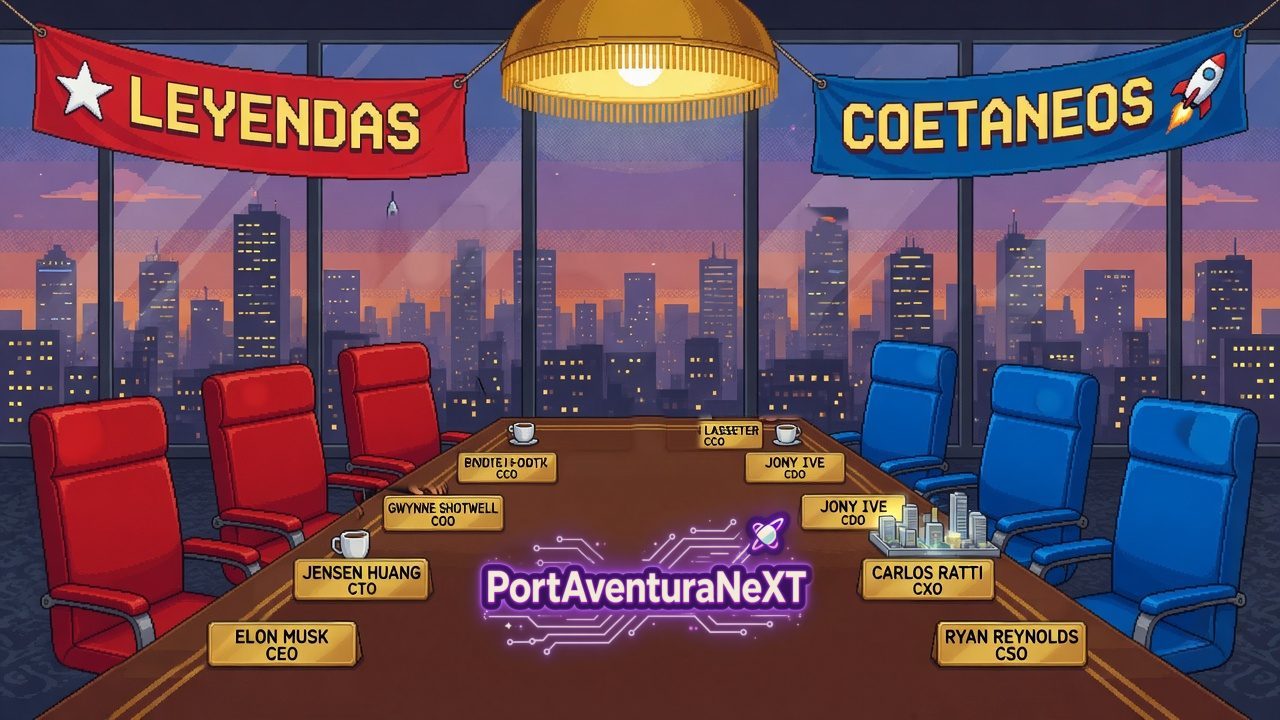 LEYENDAS
COETANEOS
LASSETER
CCO
CCO
JONY IVE
CDO
GWYNNE SHOTWELL
COO
JONY IVE
CDO
JENSEN HUANG
CTO
CARLOS RATTI
CXO
PortAventuraNeXT
ELON MUSK
CEO
RYAN REYNOLDS
CSO